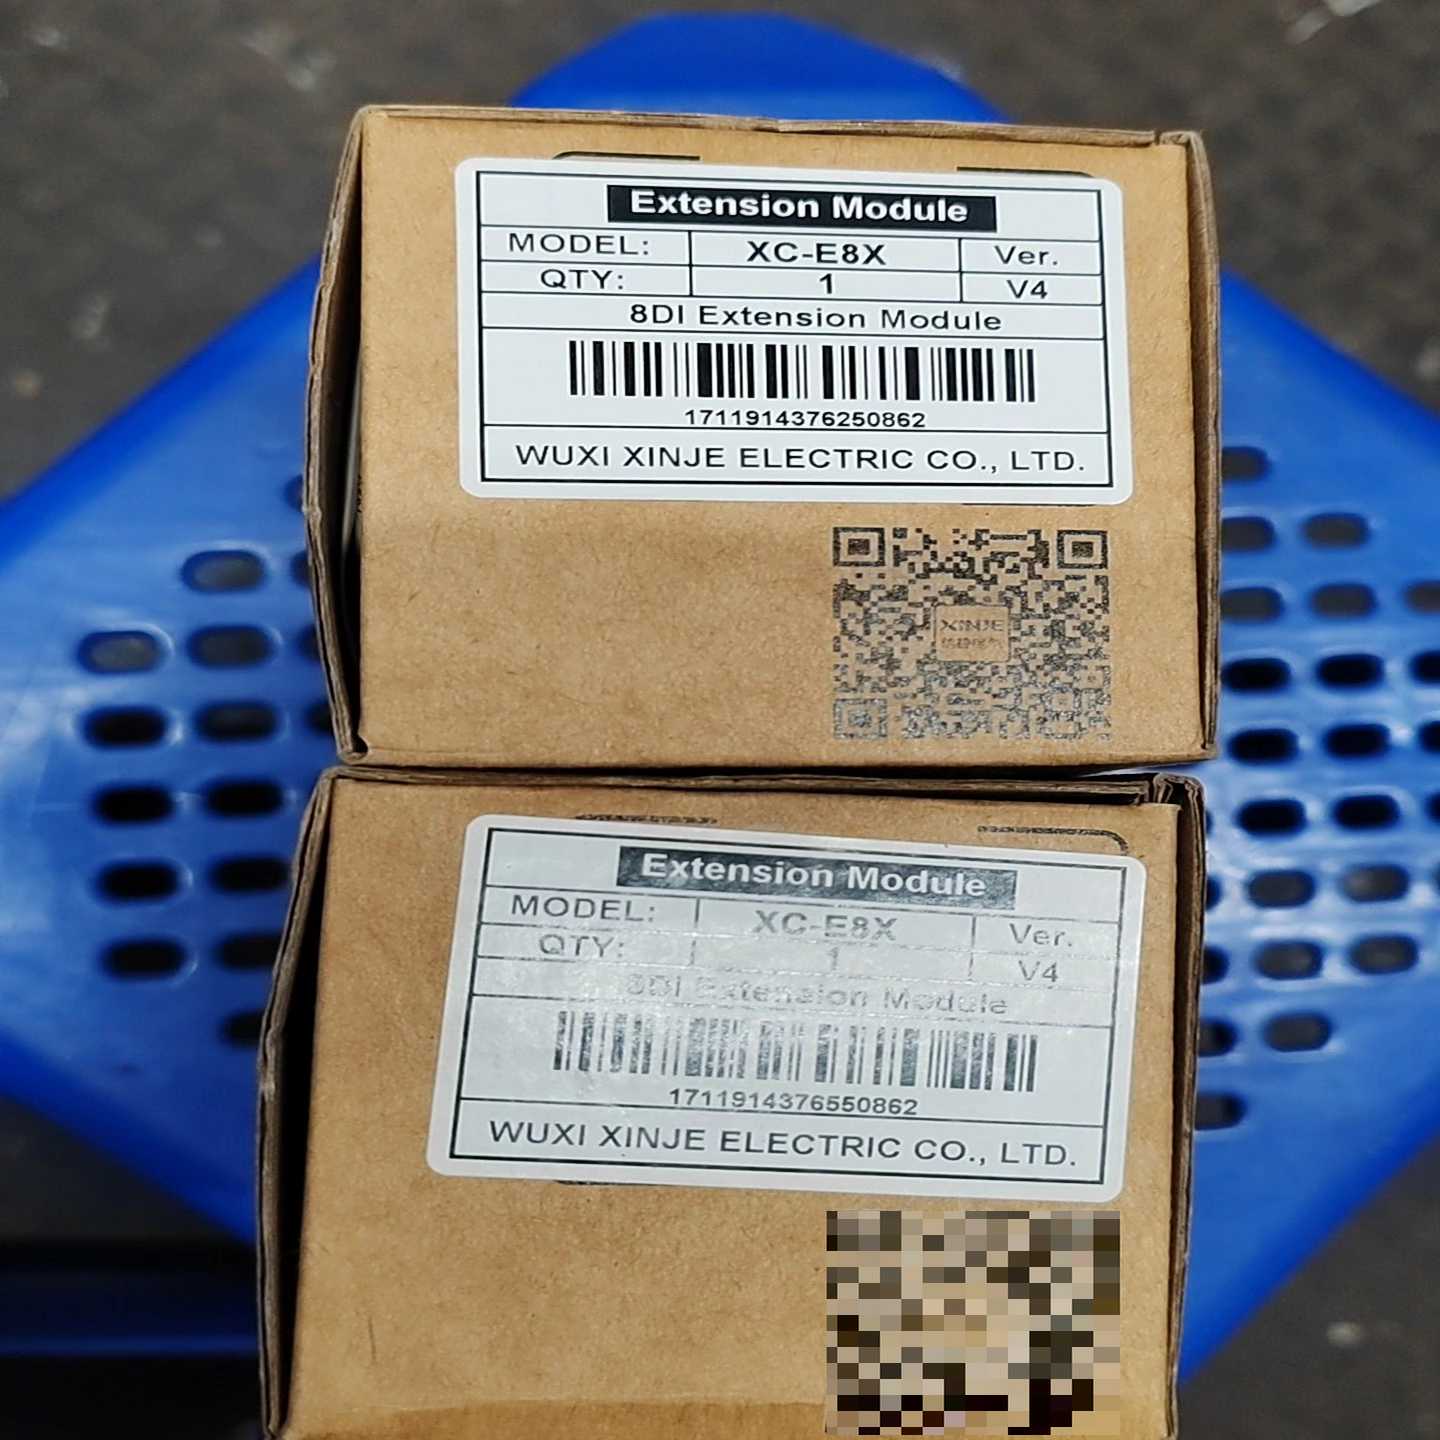 Extension Module
MODEL: XC-E8X Ver.
QTY: 1 V4
8DI Extension Module
1711914376250862
WUXI XINJE ELECTRIC CO., LTD.
XINJE
Extension Module
MODEL: XC-E8X Ver.
QTY: 1 V4
8DI Extension Module
1711914376550862
WUXI XINJE ELECTRIC CO., LTD.